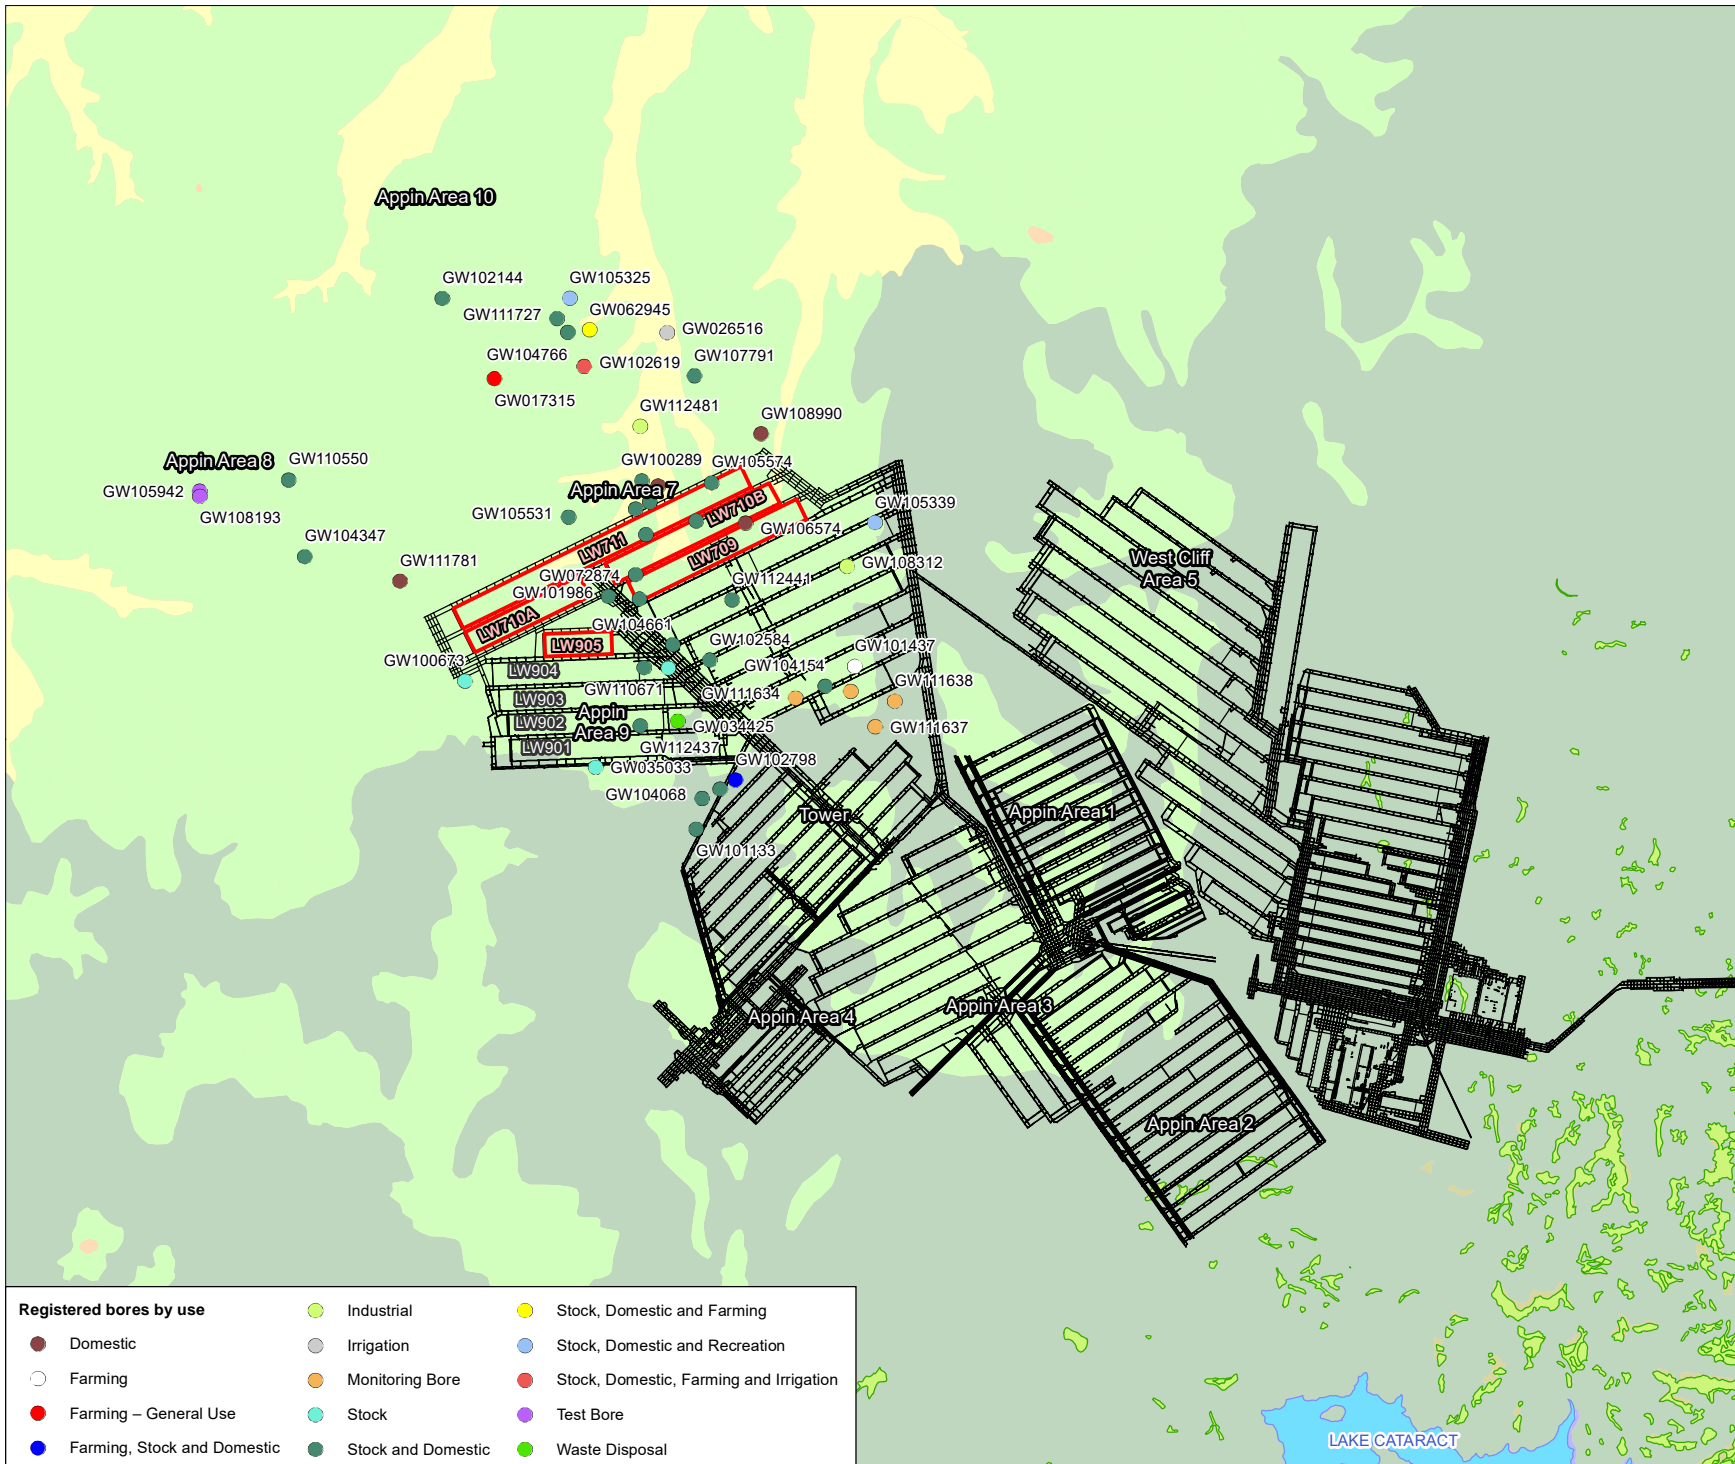 Appin Area 10
GW102144
GW105325
GW111727
GW062945
GW026516
GW104766
GW102619
GW107791
GW017315
GW112481
GW108990
Appin Area 8
GW110550
GW100289
GW105574
GW105942
GW108193
Appin Area 7
LW710B
GW105339
GW105531
GW106574
GW104347
LW711
LW709
West Cliff
Area 5
GW111781
GW072874
GW112441
GW108312
GW101986
LW710A
GW104661
LW905
GW102584
GW101437
GW100673
LW904
GW104154
GW110671
GW111634
GW111638
LW903
Appin
Area 9
LW902
GW034425
GW111637
LW901
GW112437
GW102798
GW035033
GW104068
Tower
Appin Area 1
GW101133
Appin Area 3
Appin Area 4
Appin Area 2
LAKE CATARACT
Registered bores by use
Domestic
Farming
Farming – General Use
Farming, Stock and Domestic
Industrial
Irrigation
Monitoring Bore
Stock
Stock and Domestic
Stock, Domestic and Farming
Stock, Domestic and Recreation
Stock, Domestic, Farming and Irrigation
Test Bore
Waste Disposal